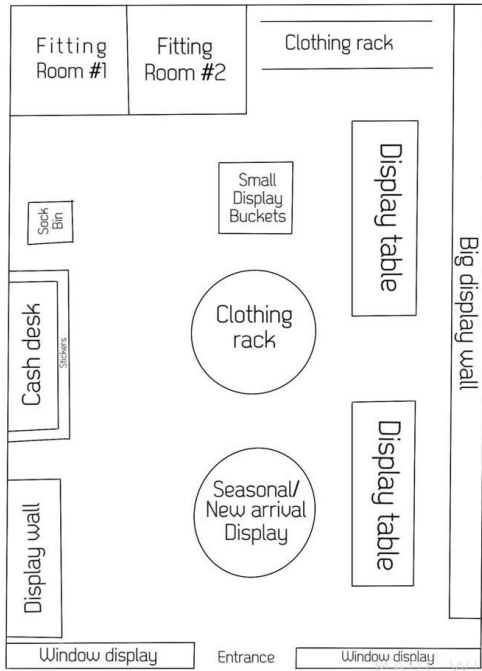 Fitting
Room #1
Fitting
Room #2
Clothing rack
Small
Display
Buckets
Display table
Sock
Bin
Big display wall
Clothing
rack
Cash desk
Stickers
Seasonal/
New arrival
Display
Display table
Display wall
Window display
Entrance
Window display